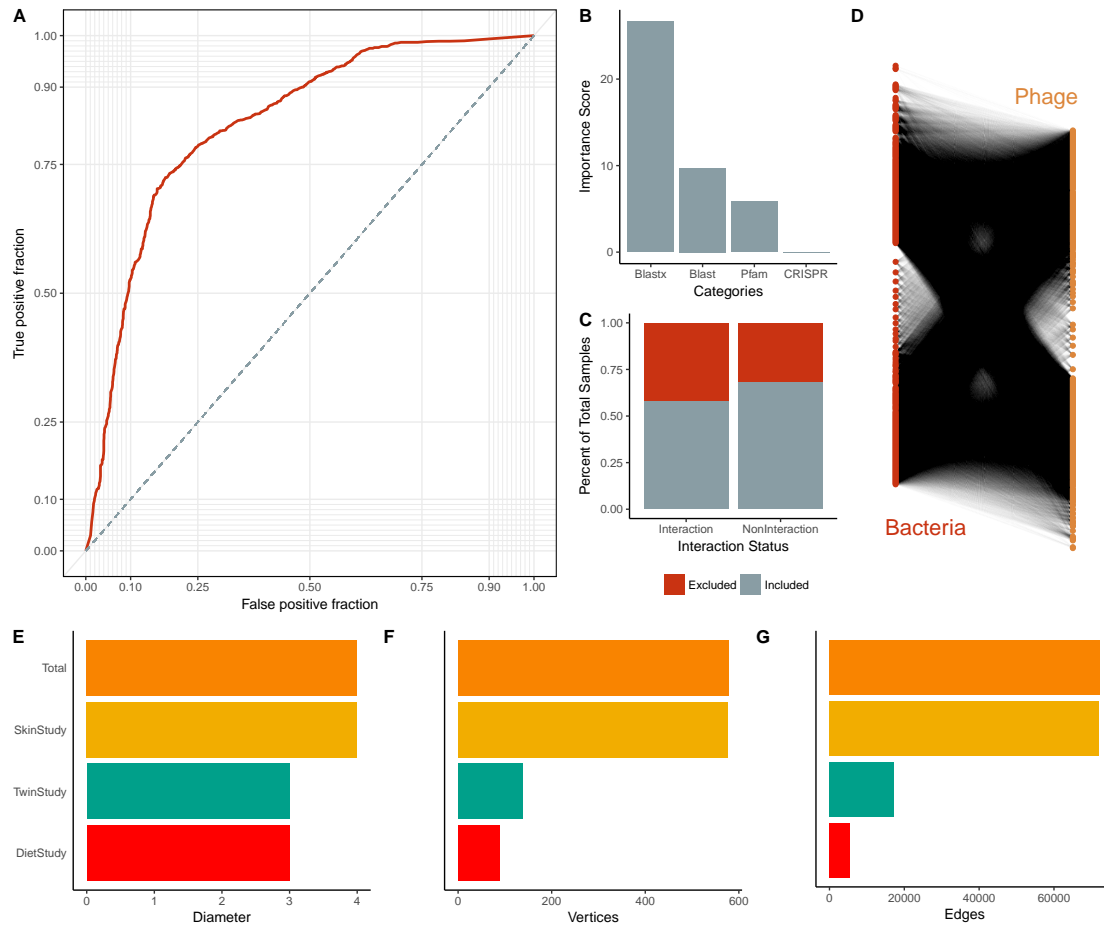 A
1.00
0.90
0.75
0.50
0.25
0.10
0.00
True positive fraction
0.00 0.10 0.25 0.50 0.75 0.90 1.00
False positive fraction
B
20
10
0
Importance Score
Blastx Blast Pfam CRISPR
Categories
C
1.00
0.75
0.50
0.25
0.00
Percent of Total Samples
Interaction NonInteraction
Interaction Status
Excluded Included
D
Phage
Bacteria
E
Total
SkinStudy
TwinStudy
DietStudy
0 1 2 3 4
Diameter
F
0 200 400 600
Vertices
G
0 20000 40000 60000
Edges